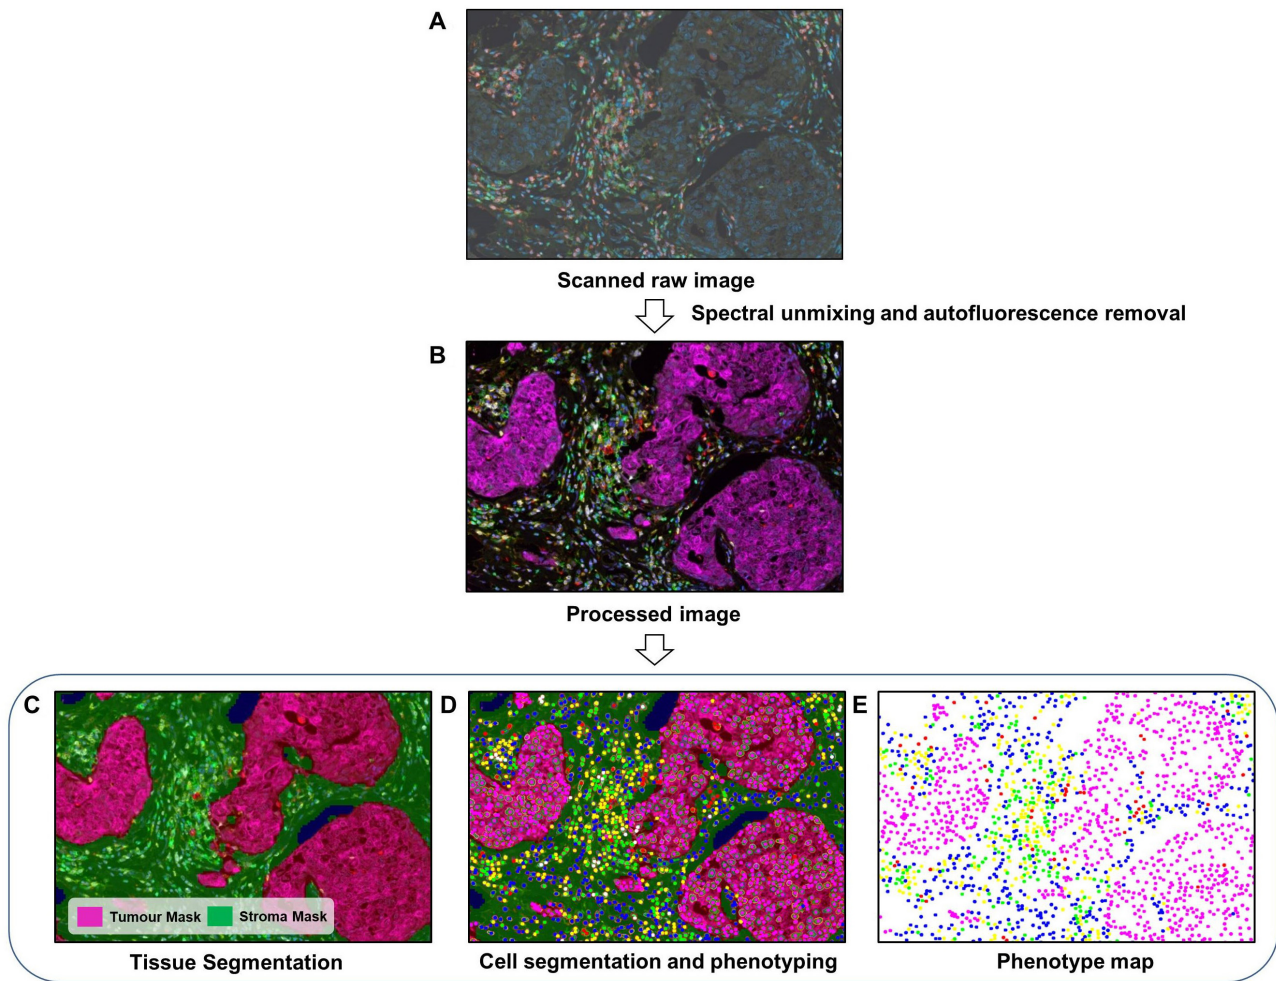 A
Scanned raw image
Spectral unmixing and autofluorescence removal
B
Processed image
C
D
E
Tumour Mask
Stroma Mask
Tissue Segmentation
Cell segmentation and phenotyping
Phenotype map